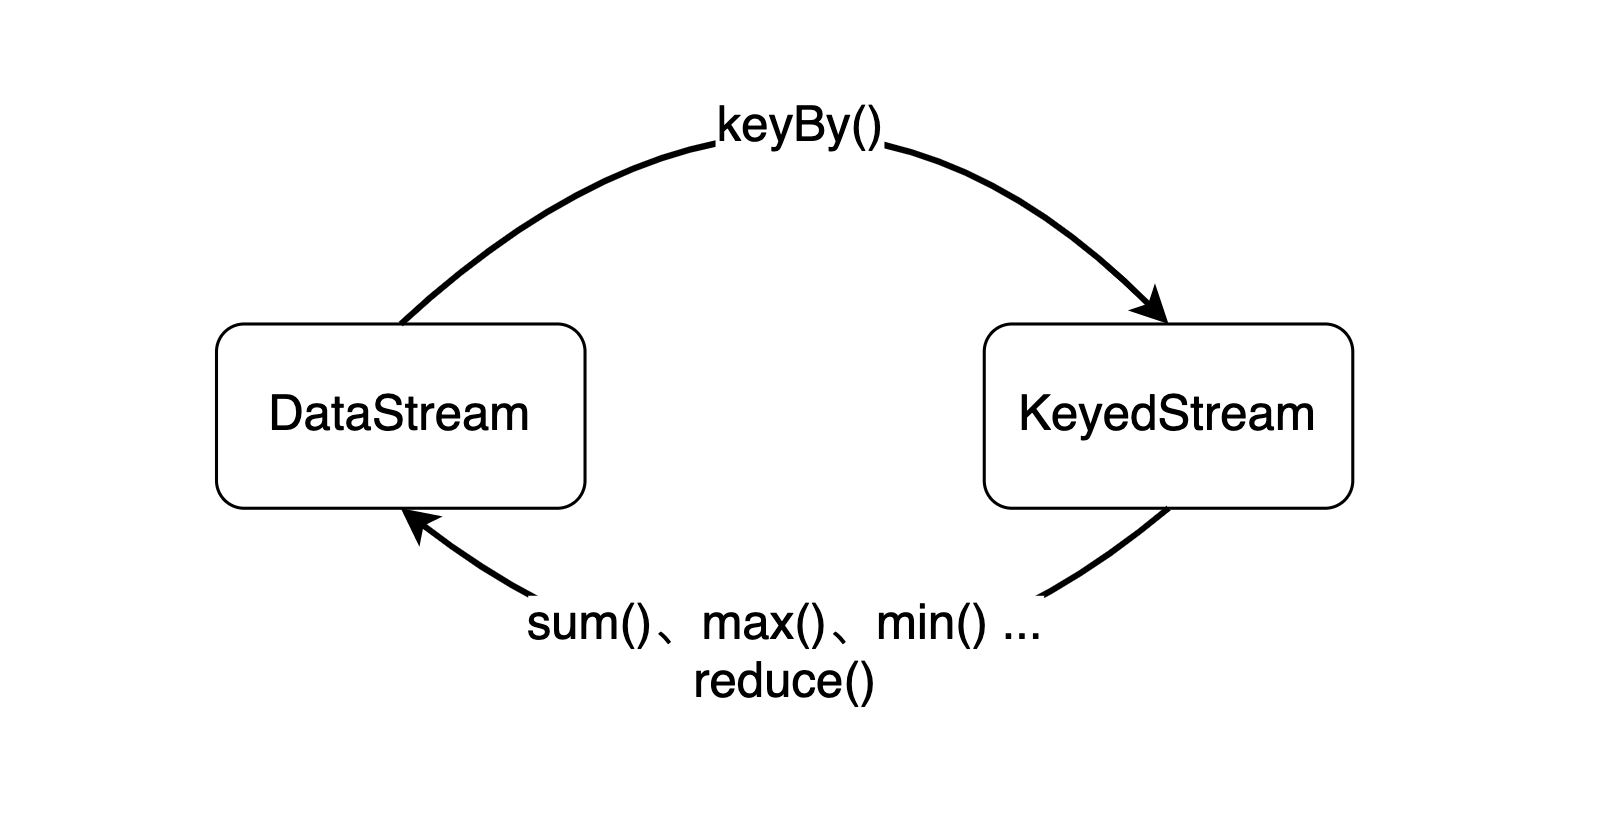 keyBy()
DataStream
KeyedStream
sum()、max()、min() ...
reduce()